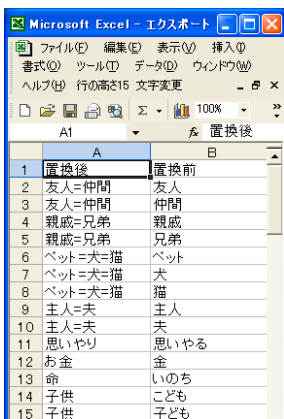 Microsoft Excel - エクスポート
ファイル(F) 編集(E) 表示(V) 挿入(I)
書式(O) ツール(T) データ(D) ウィンドウ(W)
ヘルプ(H) 行の高さ15 文字変更
Σ 100%
A1 fx 置換後
A B
1 置換後 置換前
2 友人=仲間 友人
3 友人=仲間 仲間
4 親戚=兄弟 親戚
5 親戚=兄弟 兄弟
6 ペット=犬=猫 ペット
7 ペット=犬=猫 犬
8 ペット=犬=猫 猫
9 主人=夫 主人
10 主人=夫 夫
11 思いやり 思いやる
12 お金 金
13 命 いのち
14 子供 こども
15 子供 子ども